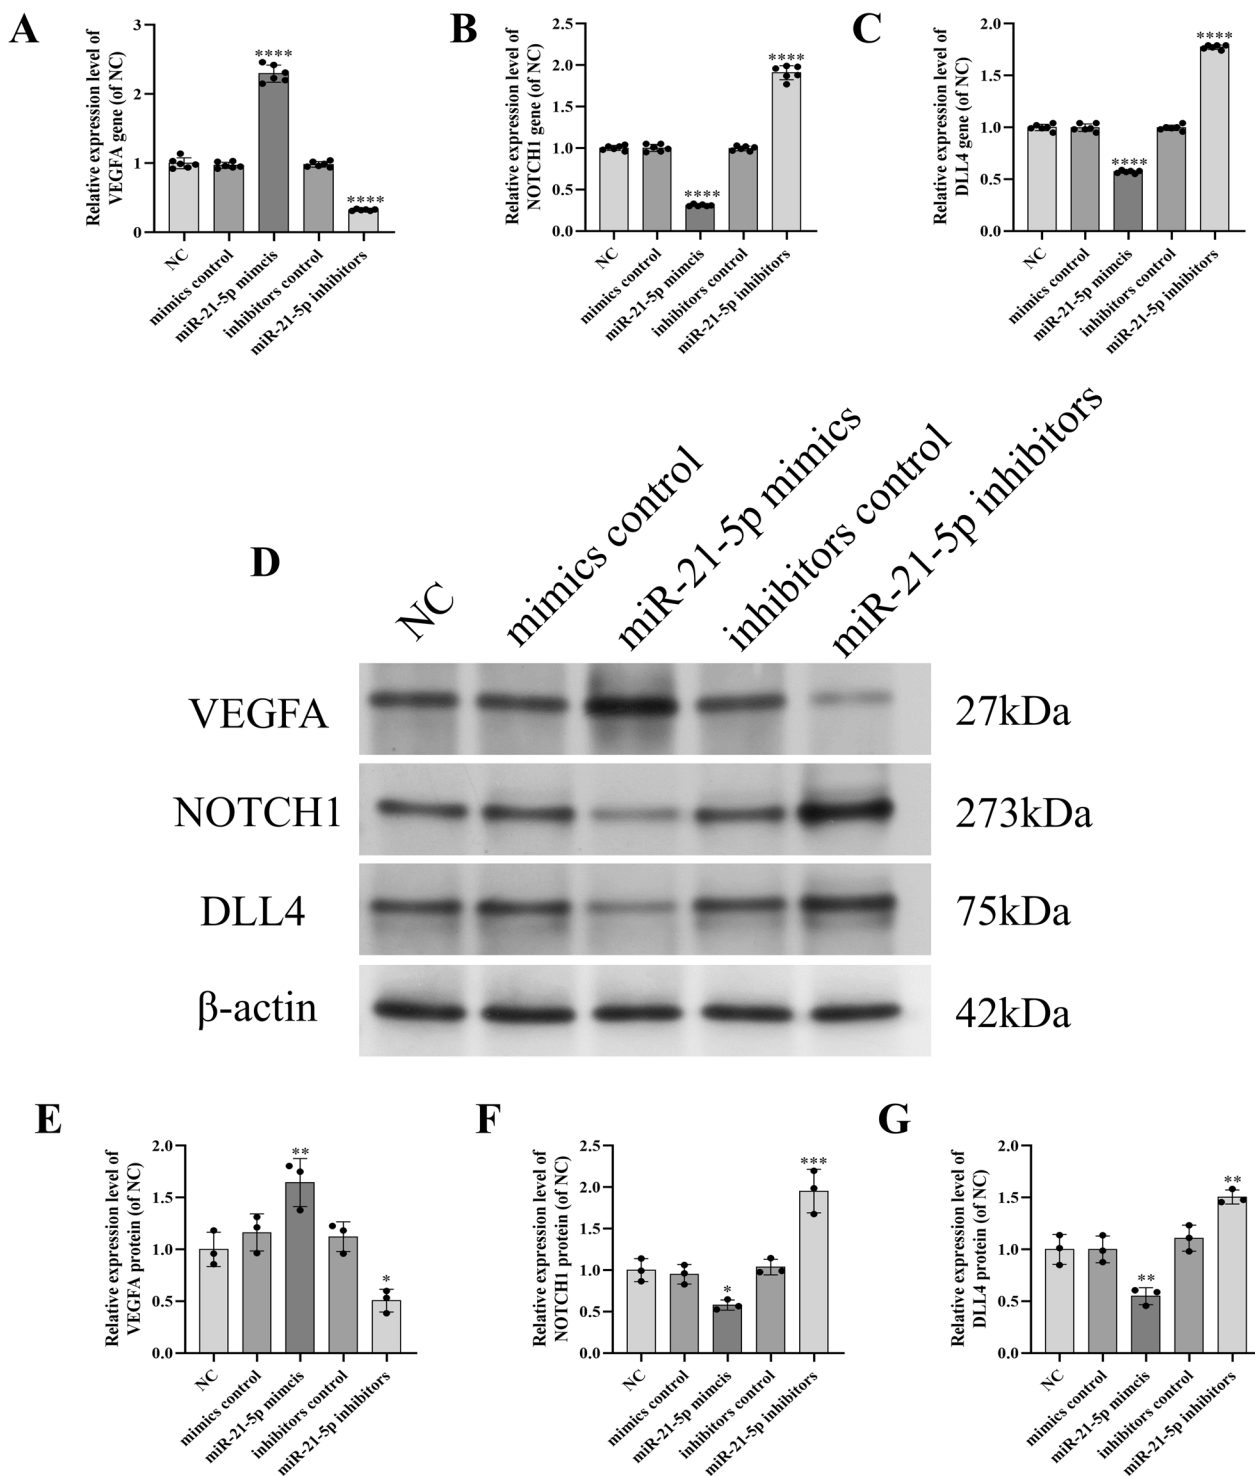 A
Relative expression level of
VEGFA gene (of NC)
3
2
1
0
****
****
NC
mimics control
miR-21-5p mimcis
inhibitors control
miR-21-5p inhibitors
B
Relative expression level of
NOTCH1 gene (of NC)
2.5
2.0
1.5
1.0
0.5
0.0
****
****
NC
mimics control
miR-21-5p mimcis
inhibitors control
miR-21-5p inhibitors
C
Relative expression level of
DLL4 gene (of NC)
2.0
1.5
1.0
0.5
0.0
****
****
NC
mimics control
miR-21-5p mimcis
inhibitors control
miR-21-5p inhibitors
D
NC
mimics control
miR-21-5p mimics
inhibitors control
miR-21-5p inhibitors
VEGFA 27kDa
NOTCH1 273kDa
DLL4 75kDa
β-actin 42kDa
E
Relative expression level of
VEGFA protein (of NC)
2.0
1.5
1.0
0.5
0.0
**
*
NC
mimics control
miR-21-5p mimcis
inhibitors control
miR-21-5p inhibitors
F
Relative expression level of
NOTCH1 protein (of NC)
2.5
2.0
1.5
1.0
0.5
0.0
*
***
NC
mimics control
miR-21-5p mimcis
inhibitors control
miR-21-5p inhibitors
G
Relative expression level of
DLL4 protein (of NC)
2.0
1.5
1.0
0.5
0.0
**
**
NC
mimics control
miR-21-5p mimcis
inhibitors control
miR-21-5p inhibitors